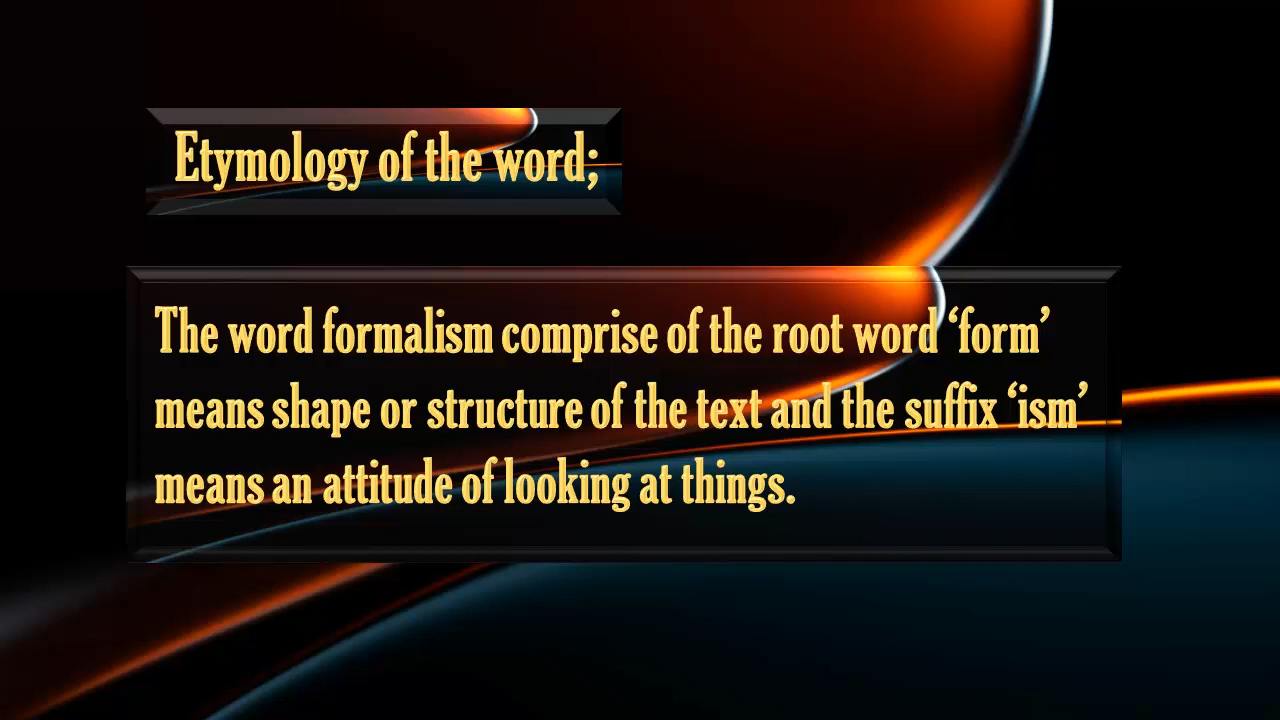 Etymology of the word;
The word formalism comprise of the root word ‘form’
means shape or structure of the text and the suffix ‘ism’
means an attitude of looking at things.